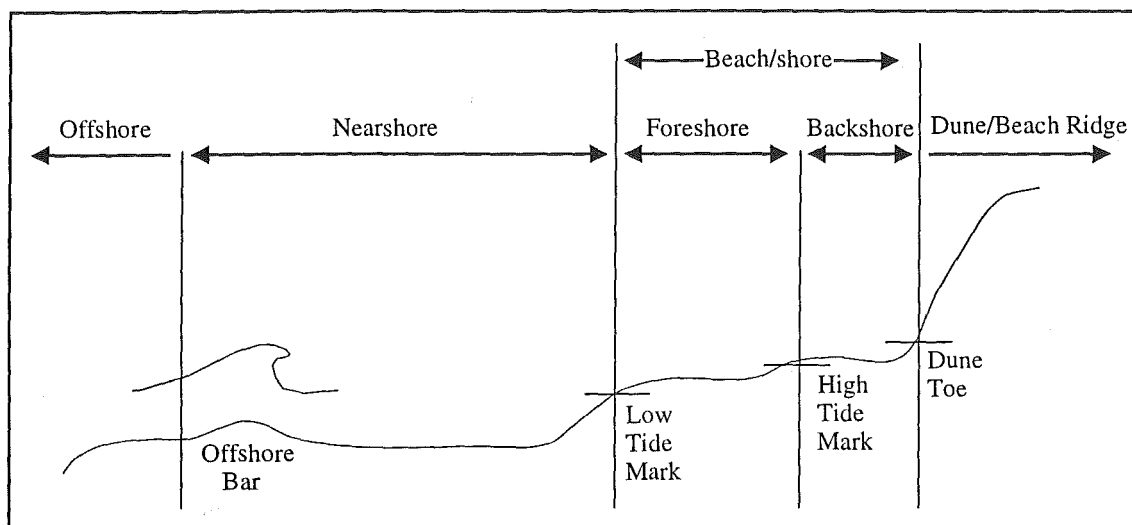 Beach/shore
Offshore
Nearshore
Foreshore
Backshore
Dune/Beach Ridge
Offshore
Bar
Low
Tide
Mark
High
Tide
Mark
Dune
Toe